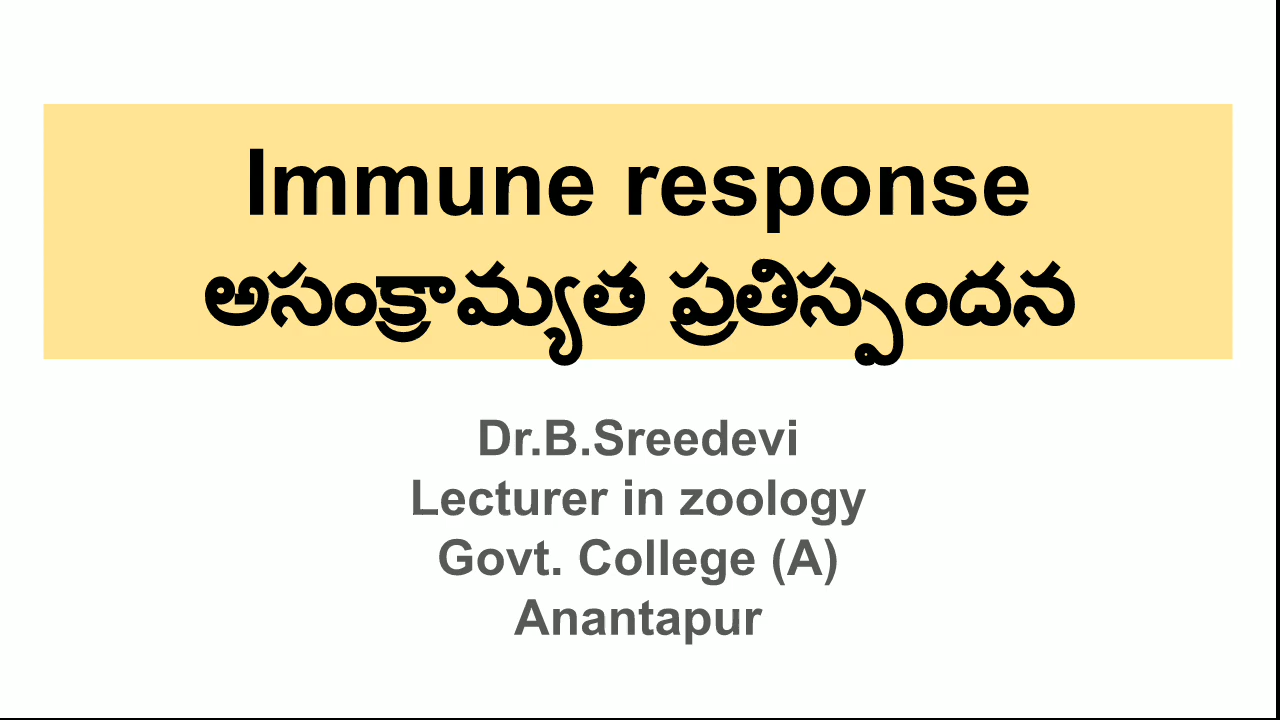 Immune response
అసంక్రామ్యత ప్రతిస్పందన
Dr.B.Sreedevi
Lecturer in zoology
Govt. College (A)
Anantapur